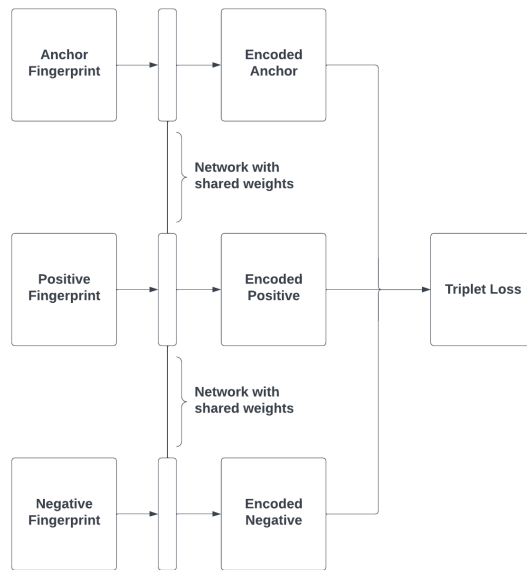 Anchor
Fingerprint
Encoded
Anchor
Network with
shared weights
Positive
Fingerprint
Encoded
Positive
Triplet Loss
Network with
shared weights
Negative
Fingerprint
Encoded
Negative